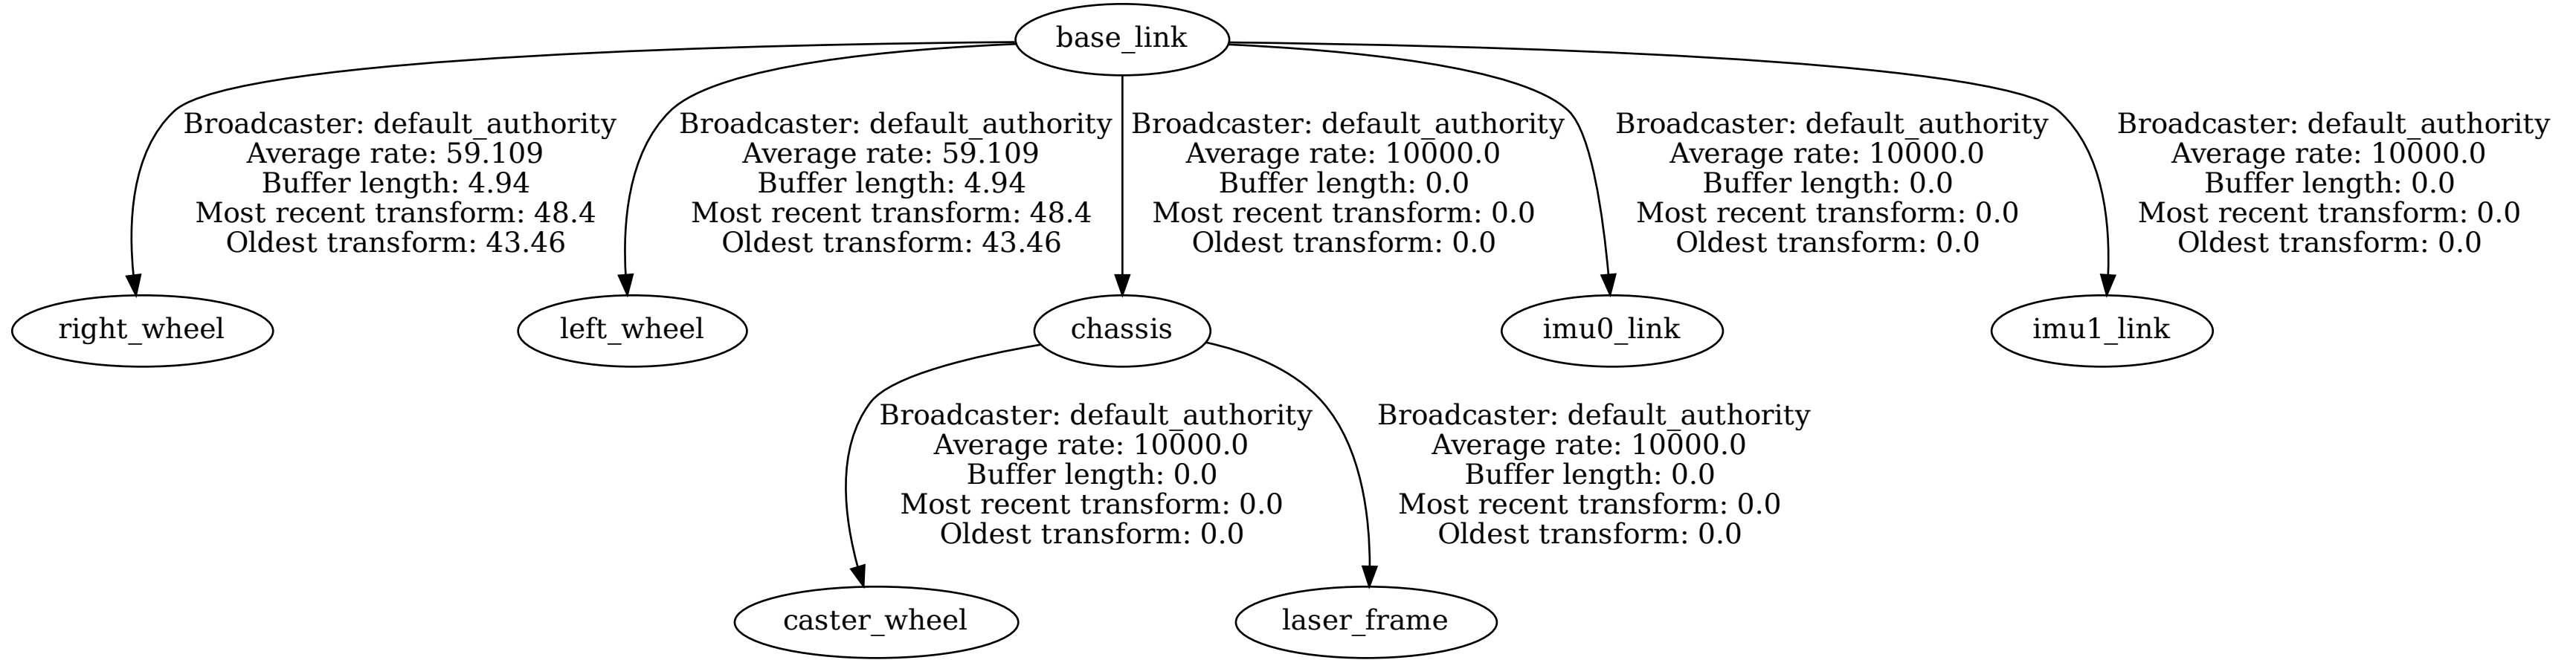 base_link
Broadcaster: default_authority
Average rate: 59.109
Buffer length: 4.94
Most recent transform: 48.4
Oldest transform: 43.46
Broadcaster: default_authority
Average rate: 59.109
Buffer length: 4.94
Most recent transform: 48.4
Oldest transform: 43.46
Broadcaster: default_authority
Average rate: 10000.0
Buffer length: 0.0
Most recent transform: 0.0
Oldest transform: 0.0
Broadcaster: default_authority
Average rate: 10000.0
Buffer length: 0.0
Most recent transform: 0.0
Oldest transform: 0.0
Broadcaster: default_authority
Average rate: 10000.0
Buffer length: 0.0
Most recent transform: 0.0
Oldest transform: 0.0
right_wheel
left_wheel
chassis
imu0_link
imu1_link
Broadcaster: default_authority
Average rate: 10000.0
Buffer length: 0.0
Most recent transform: 0.0
Oldest transform: 0.0
Broadcaster: default_authority
Average rate: 10000.0
Buffer length: 0.0
Most recent transform: 0.0
Oldest transform: 0.0
caster_wheel
laser_frame